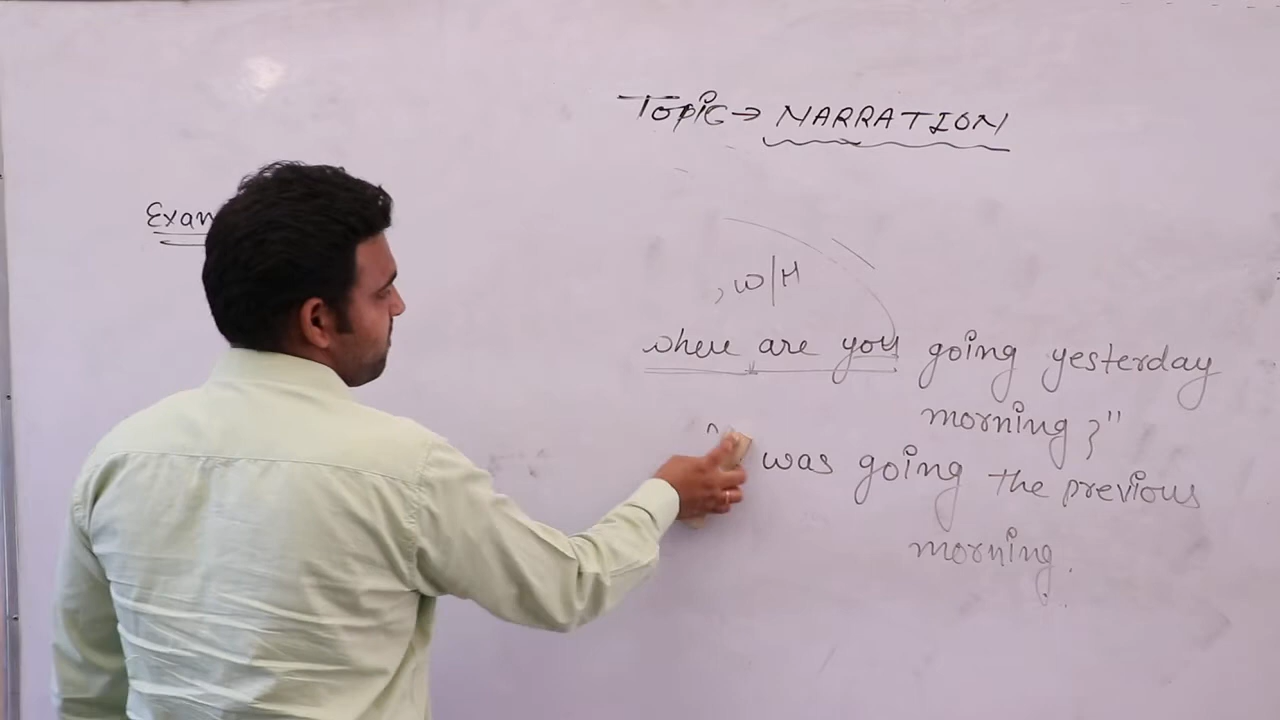 Topic → NARRATION
Exam
, W/H
where are you going yesterday
morning ?"
was going the previous
morning.